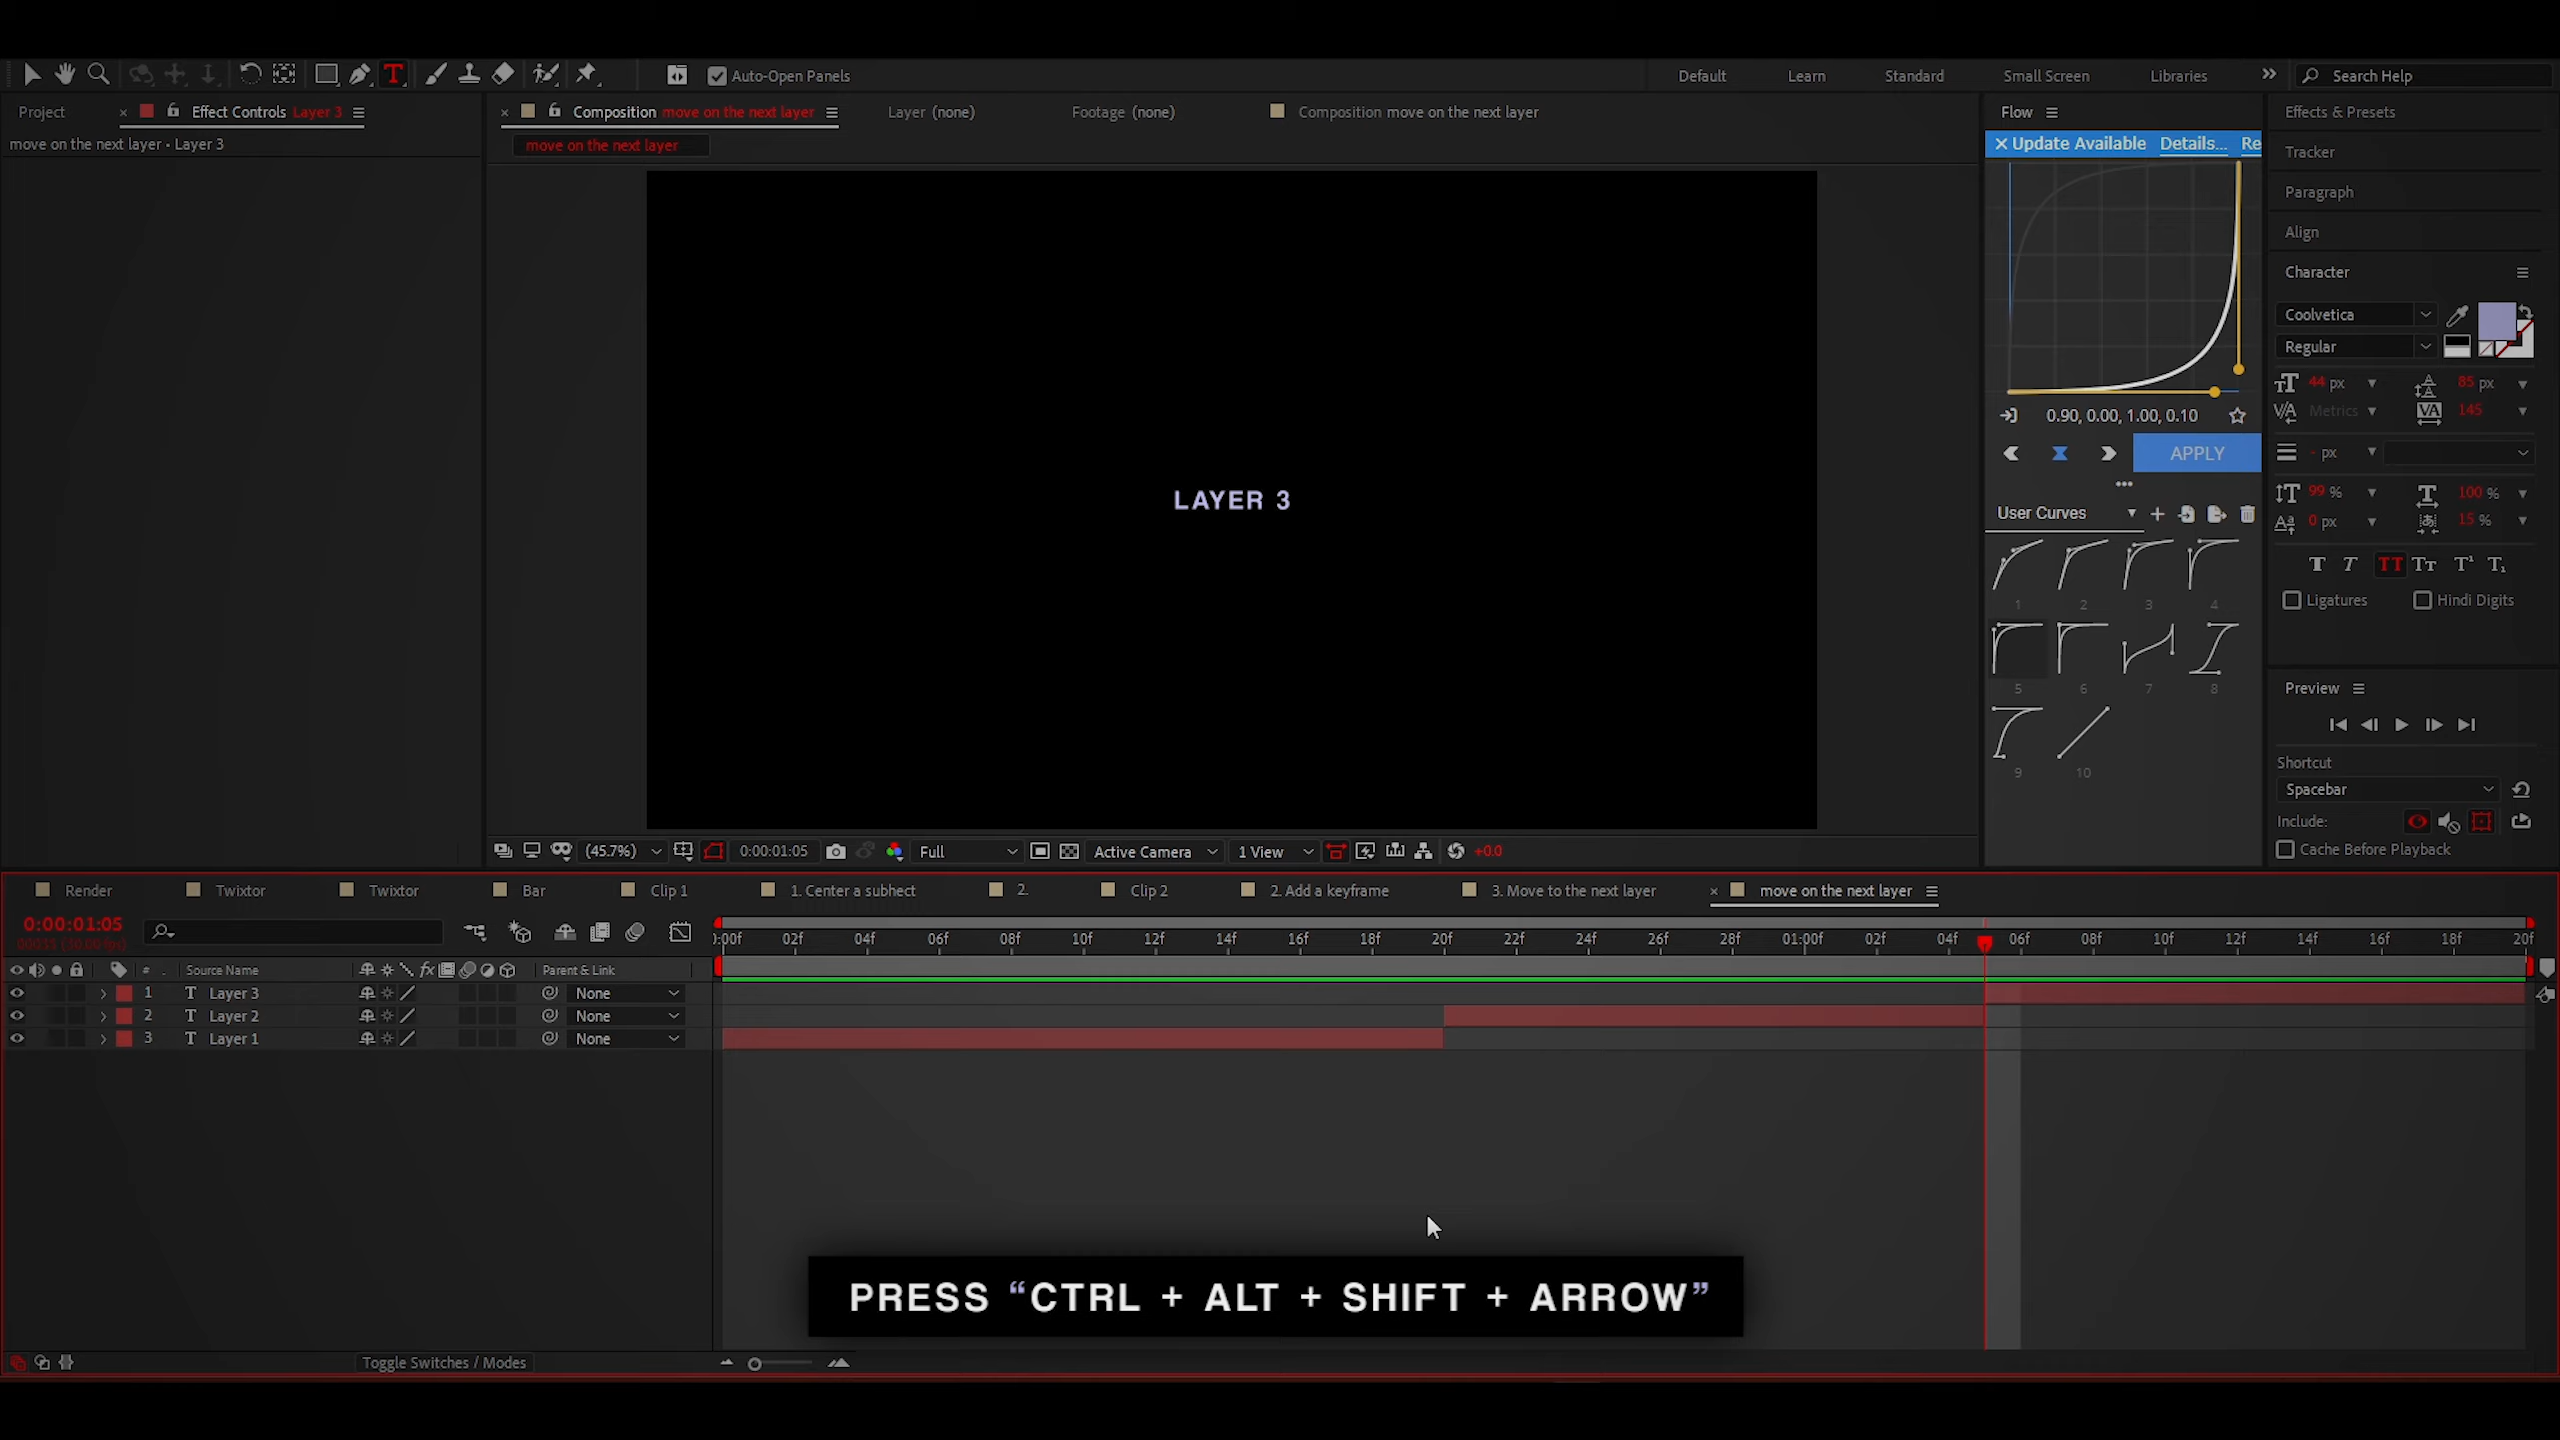 Auto-Open Panels
Default Learn Standard Small Screen Libraries Search Help
Project Effect Controls Layer 3
move on the next layer • Layer 3
Composition move on the next layer Layer (none) Footage (none) Composition move on the next layer
move on the next layer
LAYER 3
(45.7%) 0:00:01:05 Full Active Camera 1 View +0.0
Flow
Update Available Details... Re
0.90, 0.00, 1.00, 0.10
APPLY
User Curves
1 2 3 4
5 6 7 8
9 10
Effects & Presets
Tracker
Paragraph
Align
Character
Coolvetica
Regular
44 px 85 px
Metrics 145
- px
99 % 100 %
0 px 15 %
Ligatures Hindi Digits
Preview
Shortcut
Spacebar
Include:
Cache Before Playback
Render Twixtor Twixtor Bar Clip 1 1. Center a subhect 2. Clip 2 2. Add a keyframe 3. Move to the next layer move on the next layer
0:00:01:05
00035 (30.00 fps)
:00f 02f 04f 06f 08f 10f 12f 14f 16f 18f 20f 22f 24f 26f 28f 01:00f 02f 04f 06f 08f 10f 12f 14f 16f 18f 20f
# Source Name Parent & Link
1 Layer 3 None
2 Layer 2 None
3 Layer 1 None
PRESS “CTRL + ALT + SHIFT + ARROW”
Toggle Switches / Modes